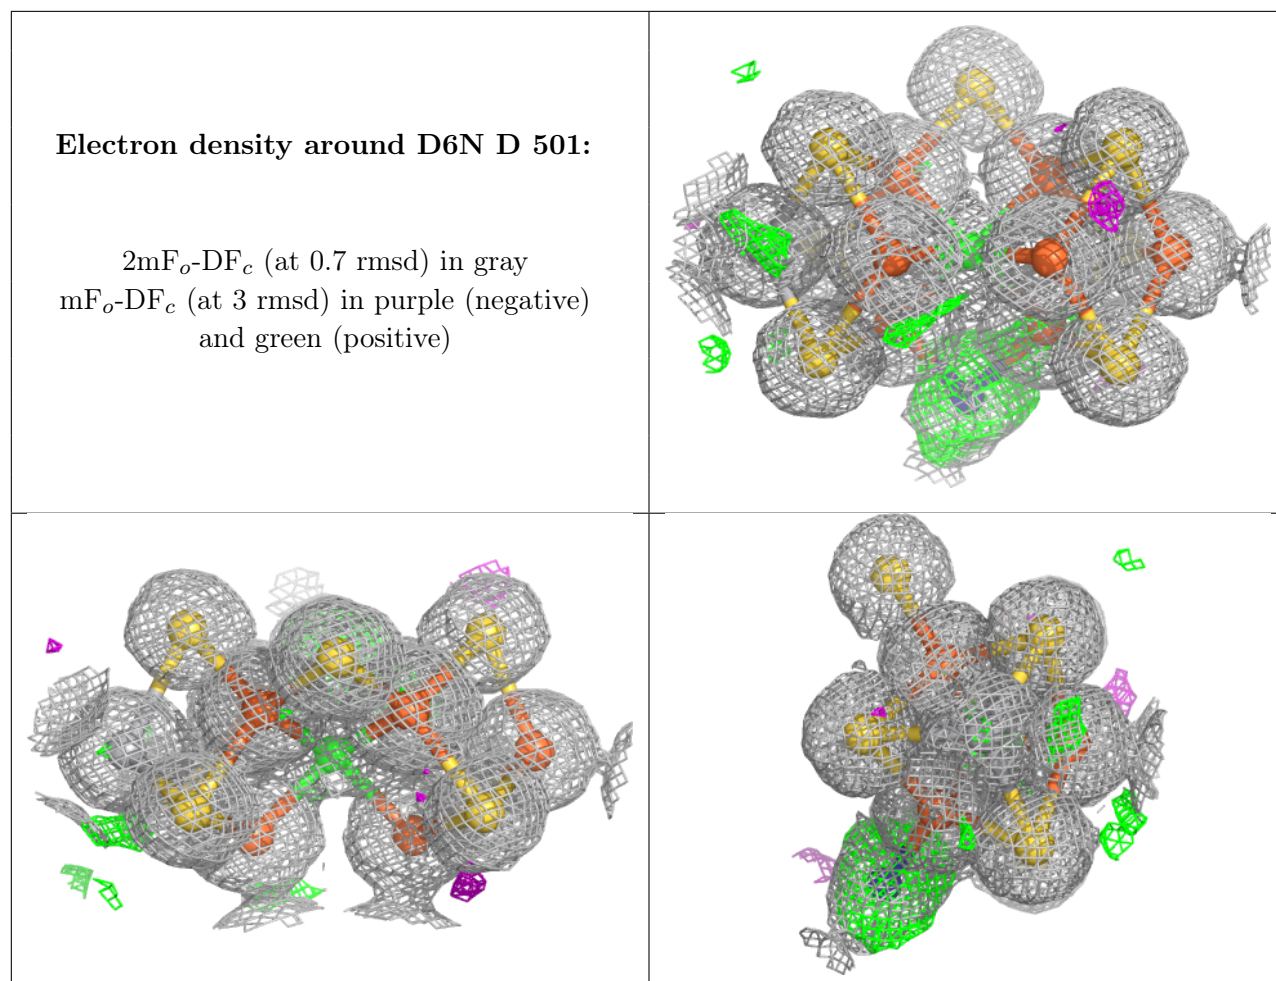 Electron density around D6N D 501:
2mFo-DFc (at 0.7 rmsd) in gray
mFo-DFc (at 3 rmsd) in purple (negative)
and green (positive)